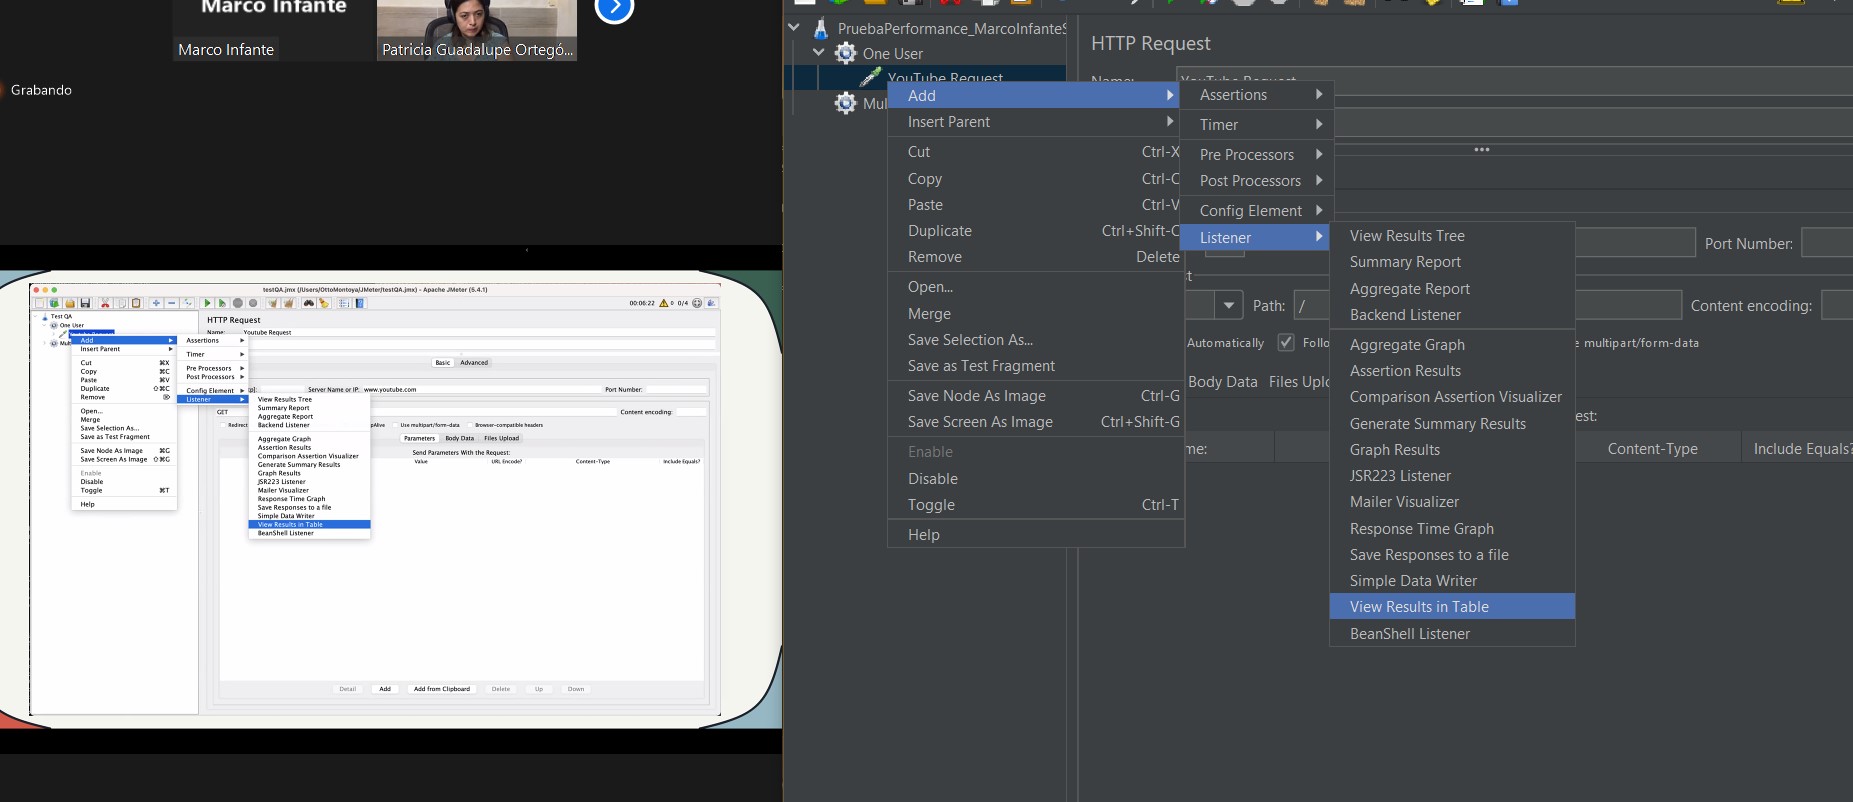 Marco Infante
Marco Infante
Patricia Guadalupe Ortegó...
Grabando
testQA.jmx (/Users/OttoMontoya/JMeter/testQA.jmx) - Apache JMeter (5.4.1)
00:06:22 0 0/4
Test QA
One User
Youtube Request
HTTP Request
Name: Youtube Request
Add
Insert Parent
Cut ⌘X
Copy ⌘C
Paste ⌘V
Duplicate ⇧⌘C
Remove ⌦
Open...
Merge
Save Selection As...
Save as Test Fragment
Save Node As Image ⌘G
Save Screen As Image ⇧⌘G
Enable
Disable
Toggle ⌘T
Help
Assertions
Timer
Pre Processors
Post Processors
Config Element
Listener
Basic Advanced
Server Name or IP: www.youtube.com Port Number:
GET Content encoding:
Redirect Use multipart/form-data Browser-compatible headers
Parameters Body Data Files Upload
Send Parameters With the Request:
Value URL Encode? Content-Type Include Equals?
View Results Tree
Summary Report
Aggregate Report
Backend Listener
Aggregate Graph
Assertion Results
Comparison Assertion Visualizer
Generate Summary Results
Graph Results
JSR223 Listener
Mailer Visualizer
Response Time Graph
Save Responses to a file
Simple Data Writer
View Results in Table
BeanShell Listener
Detail Add Add from Clipboard Delete Up Down
PruebaPerformance_MarcoInfante
One User
YouTube Request
Mul
HTTP Request
Name: YouTube Request
Add
Insert Parent
Cut Ctrl-X
Copy Ctrl-C
Paste Ctrl-V
Duplicate Ctrl+Shift-C
Remove Delete
Open...
Merge
Save Selection As...
Save as Test Fragment
Save Node As Image Ctrl-G
Save Screen As Image Ctrl+Shift-G
Enable
Disable
Toggle Ctrl-T
Help
Assertions
Timer
Pre Processors
Post Processors
Config Element
Listener
View Results Tree
Summary Report
Aggregate Report
Backend Listener
Aggregate Graph
Assertion Results
Comparison Assertion Visualizer
Generate Summary Results
Graph Results
JSR223 Listener
Mailer Visualizer
Response Time Graph
Save Responses to a file
Simple Data Writer
View Results in Table
BeanShell Listener
Port Number:
Path: / Content encoding:
Automatically Follo multipart/form-data
Body Data Files Uplo
est:
me: Content-Type Include Equals?